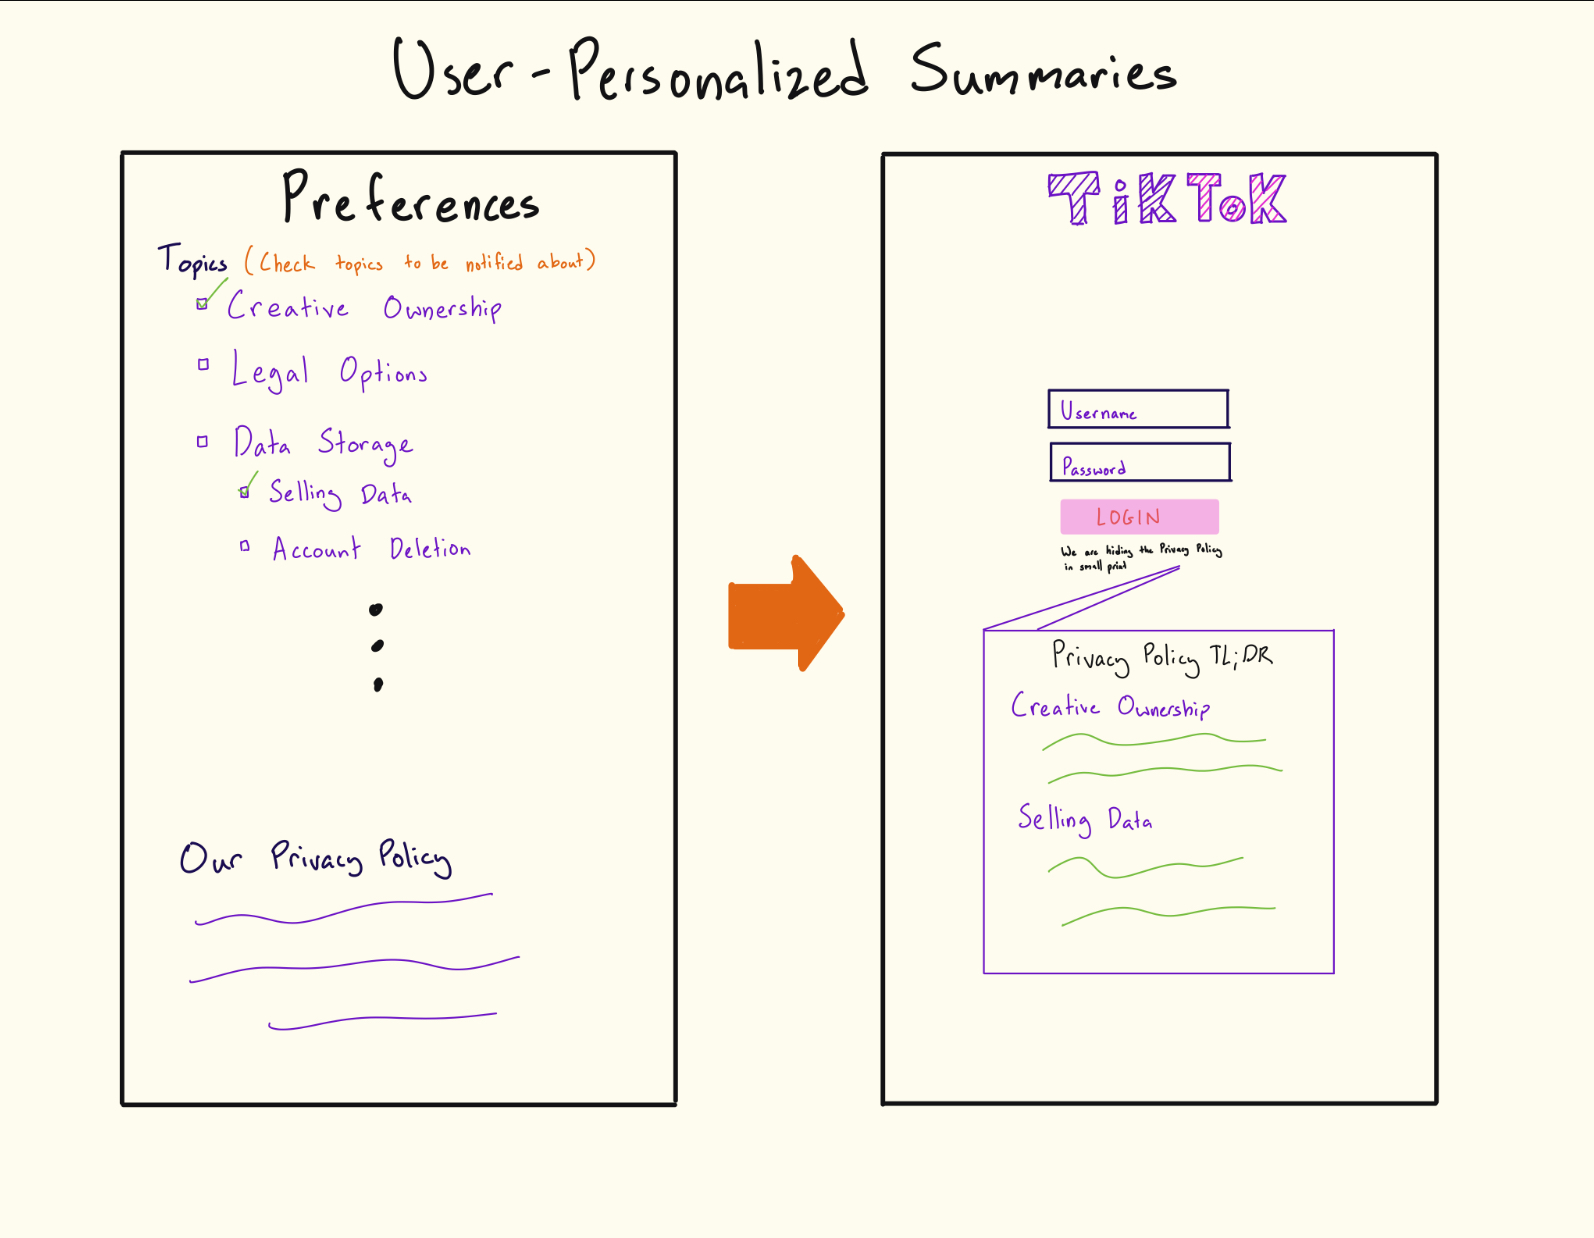 User-Personalized Summaries
Preferences
Topics (Check topics to be notified about)
Creative Ownership
Legal Options
Data Storage
Selling Data
Account Deletion
Our Privacy Policy
TiKToK
Username
Password
LOGIN
We are hiding the Privacy Policy
in small print
Privacy Policy TL;DR
Creative Ownership
Selling Data